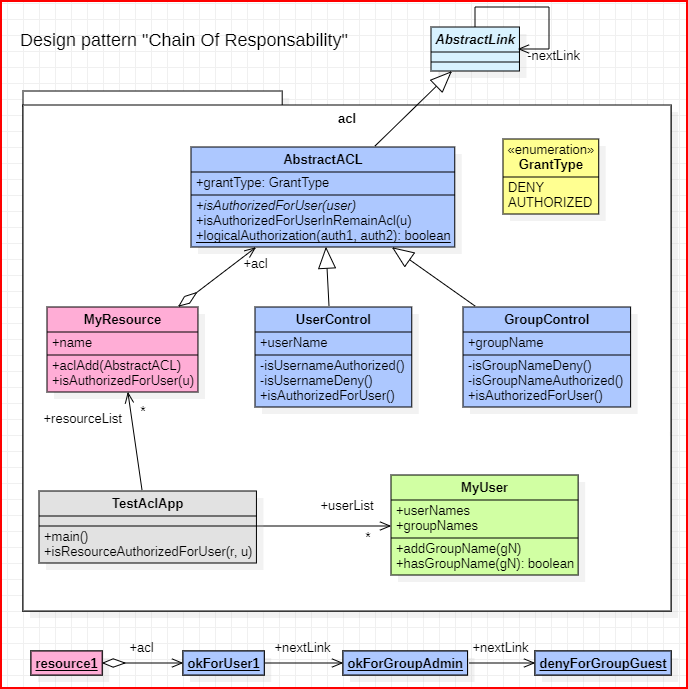 Design pattern "Chain Of Responsability"
AbstractLink
-nextLink
acl
AbstractACL
+grantType: GrantType
+isAuthorizedForUser(user)
+isAuthorizedForUserInRemainAcl(u)
+logicalAuthorization(auth1, auth2): boolean
«enumeration»
GrantType
DENY
AUTHORIZED
+acl
MyResource
+name
+aclAdd(AbstractACL)
+isAuthorizedForUser(u)
UserControl
+userName
-isUsernameAuthorized()
-isUsernameDeny()
+isAuthorizedForUser()
GroupControl
+groupName
-isGroupNameDeny()
-isGroupNameAuthorized()
+isAuthorizedForUser()
+resourceList
*
TestAclApp
+main()
+isResourceAuthorizedForUser(r, u)
+userList
*
MyUser
+userNames
+groupNames
+addGroupName(gN)
+hasGroupName(gN): boolean
resource1
+acl
okForUser1
+nextLink
okForGroupAdmin
+nextLink
denyForGroupGuest